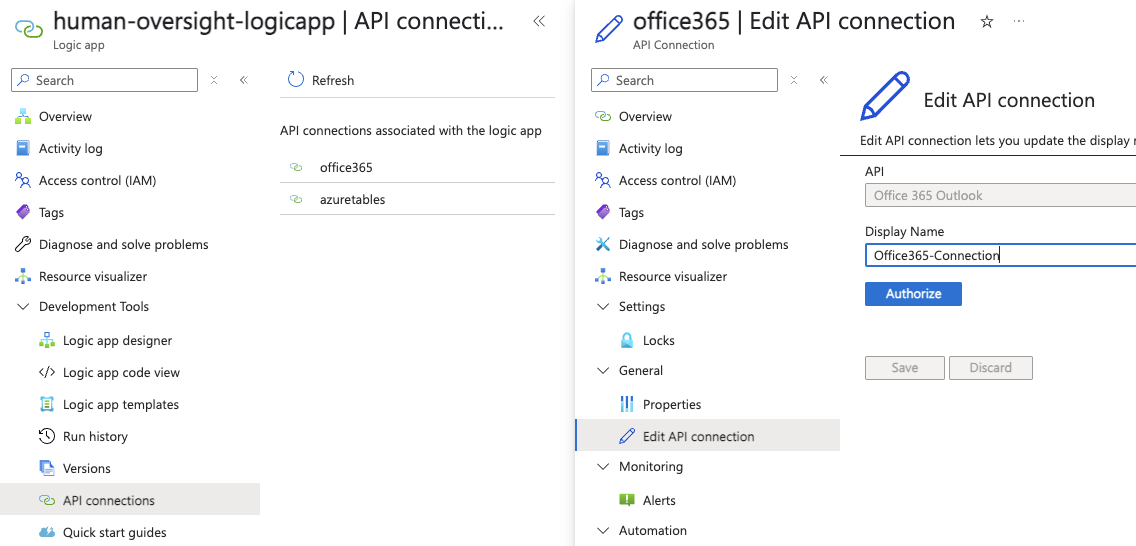 human-oversight-logicapp | API connecti...
Logic app
Search
Overview
Activity log
Access control (IAM)
Tags
Diagnose and solve problems
Resource visualizer
Development Tools
Logic app designer
Logic app code view
Logic app templates
Run history
Versions
API connections
Quick start guides
Refresh
API connections associated with the logic app
office365
azuretables
office365 | Edit API connection
API Connection
Search
Overview
Activity log
Access control (IAM)
Tags
Diagnose and solve problems
Resource visualizer
Settings
Locks
General
Properties
Edit API connection
Monitoring
Alerts
Automation
Edit API connection
Edit API connection lets you update the display
API
Office 365 Outlook
Display Name
Office365-Connection
Authorize
Save
Discard